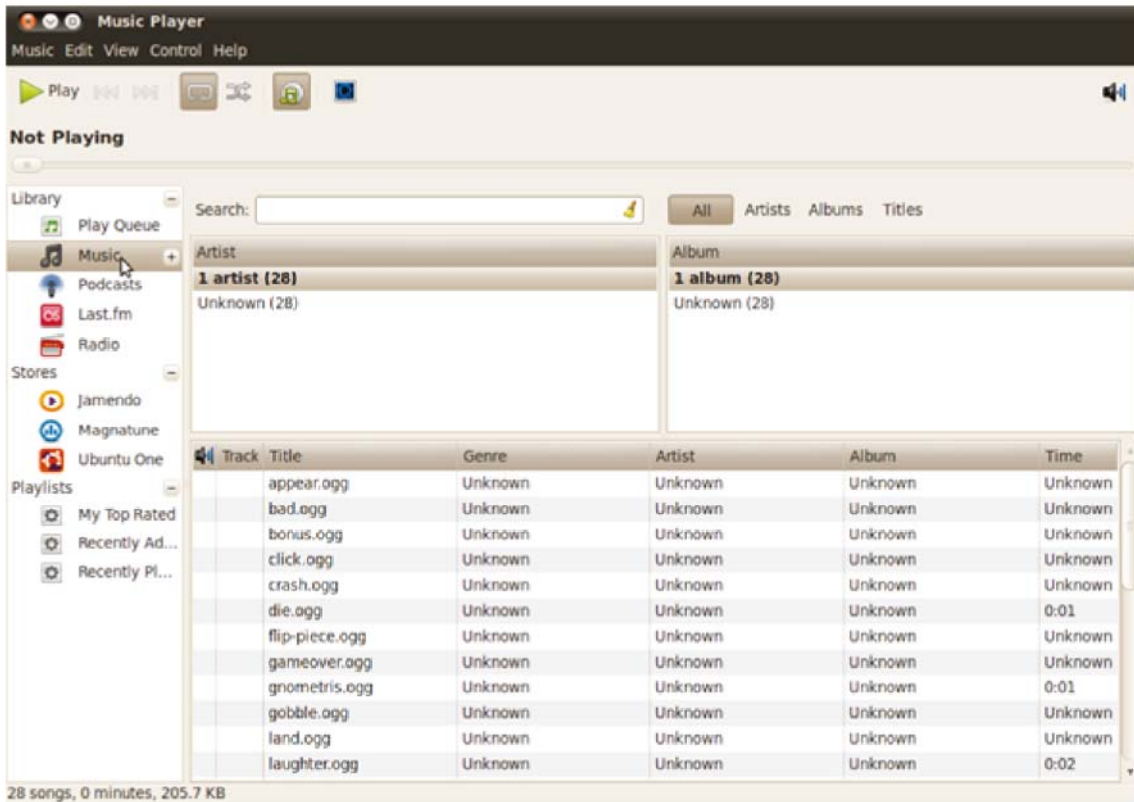 Music Player
Music Edit View Control Help
Play
Not Playing
Library
Play Queue
Music
Podcasts
Last.fm
Radio
Stores
Jamendo
Magnatune
Ubuntu One
Playlists
My Top Rated
Recently Ad...
Recently Pl...
Search:
All Artists Albums Titles
Artist
1 artist (28)
Unknown (28)
Album
1 album (28)
Unknown (28)
Track Title Genre Artist Album Time
appear.ogg Unknown Unknown Unknown Unknown
bad.ogg Unknown Unknown Unknown Unknown
bonus.ogg Unknown Unknown Unknown Unknown
click.ogg Unknown Unknown Unknown Unknown
crash.ogg Unknown Unknown Unknown Unknown
die.ogg Unknown Unknown Unknown 0:01
flip-piece.ogg Unknown Unknown Unknown Unknown
gameover.ogg Unknown Unknown Unknown Unknown
gnometris.ogg Unknown Unknown Unknown 0:01
gobble.ogg Unknown Unknown Unknown Unknown
land.ogg Unknown Unknown Unknown Unknown
laughter.ogg Unknown Unknown Unknown 0:02
28 songs, 0 minutes, 205.7 KB